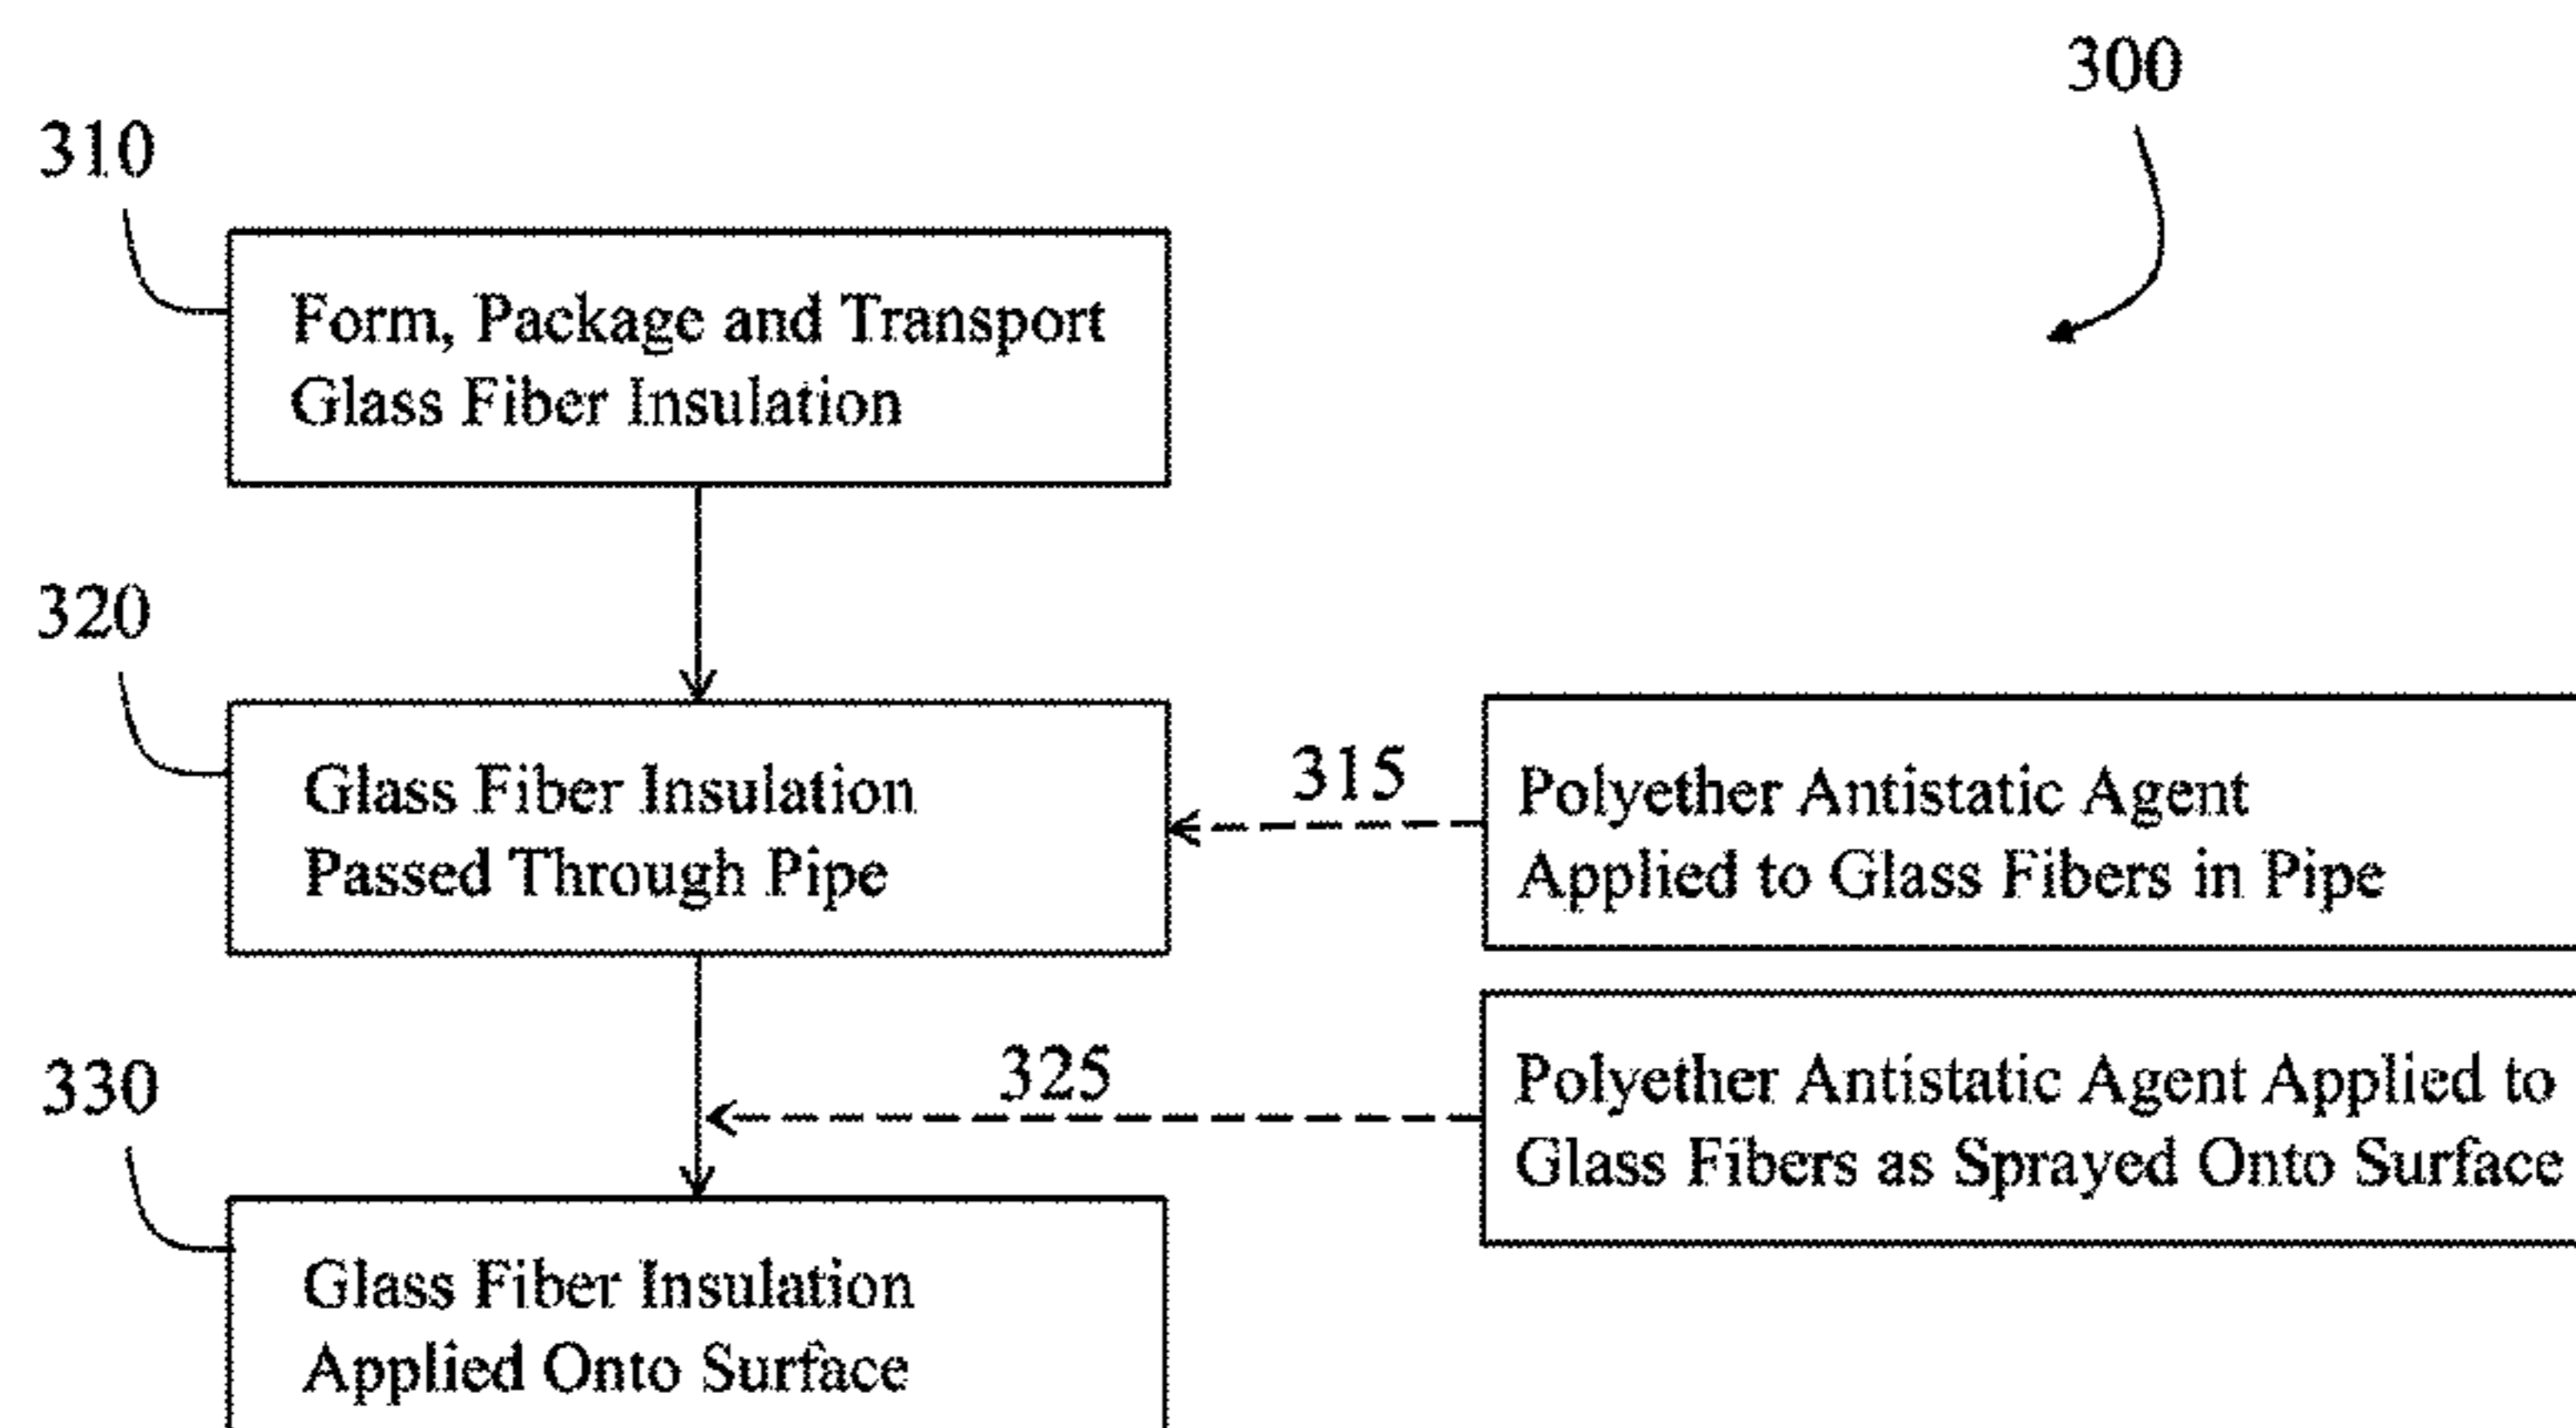 300
310
Form, Package and Transport
Glass Fiber Insulation
320
Glass Fiber Insulation
Passed Through Pipe
315
Polyether Antistatic Agent
Applied to Glass Fibers in Pipe
325
Polyether Antistatic Agent Applied to
Glass Fibers as Sprayed Onto Surface
330
Glass Fiber Insulation
Applied Onto Surface